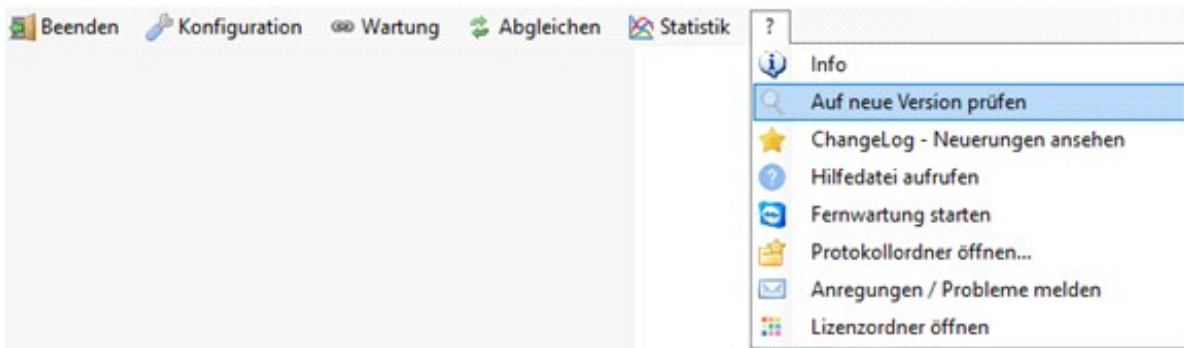 Beenden Konfiguration Wartung Abgleichen Statistik ?
Info
Auf neue Version prüfen
ChangeLog - Neuerungen ansehen
Hilfedatei aufrufen
Fernwartung starten
Protokollordner öffnen...
Anregungen / Probleme melden
Lizenzordner öffnen